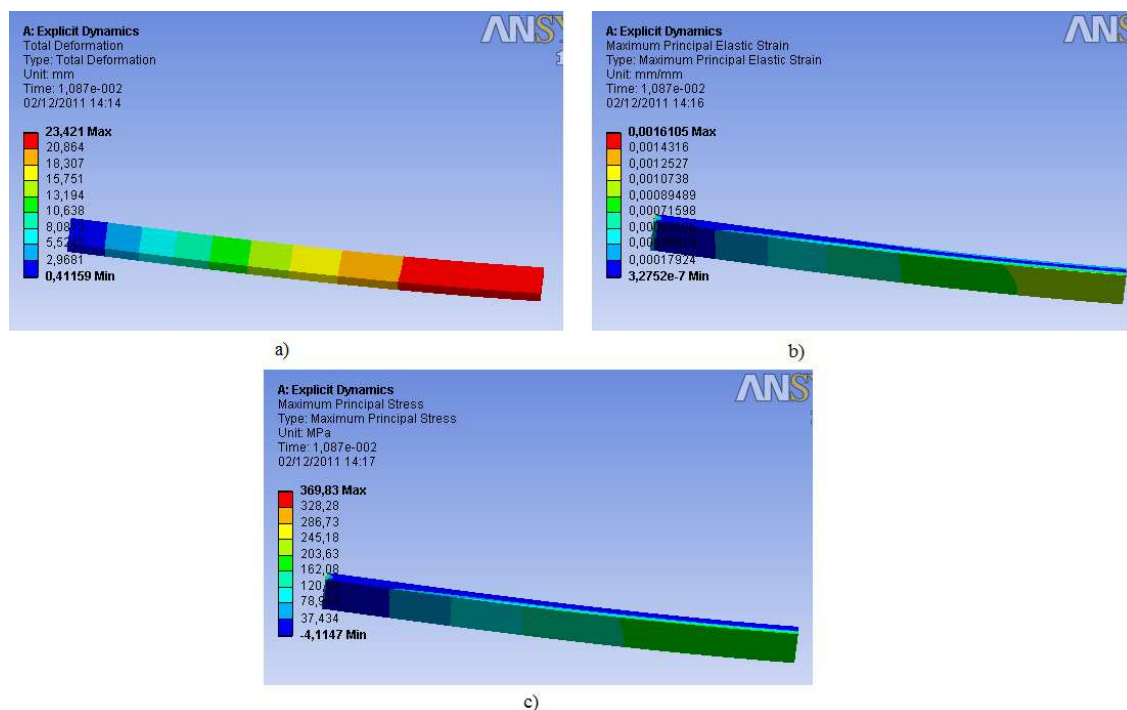 A: Explicit Dynamics
Total Deformation
Type: Total Deformation
Unit: mm
Time: 1,087e-002
02/12/2011 14:14
23,421 Max
20,864
18,307
15,751
13,194
10,638
2,9681
0,41159 Min
a)
A: Explicit Dynamics
Maximum Principal Elastic Strain
Type: Maximum Principal Elastic Strain
Unit: mm/mm
Time: 1,087e-002
02/12/2011 14:16
0,0016105 Max
0,0014316
0,0012527
0,0010738
0,00089489
0,00071598
0,00017924
3,2752e-7 Min
b)
A: Explicit Dynamics
Maximum Principal Stress
Type: Maximum Principal Stress
Unit: MPa
Time: 1,087e-002
02/12/2011 14:17
ANS
369,83 Max
328,28
286,73
245,18
203,63
162,08
37,434
-4,1147 Min
c)